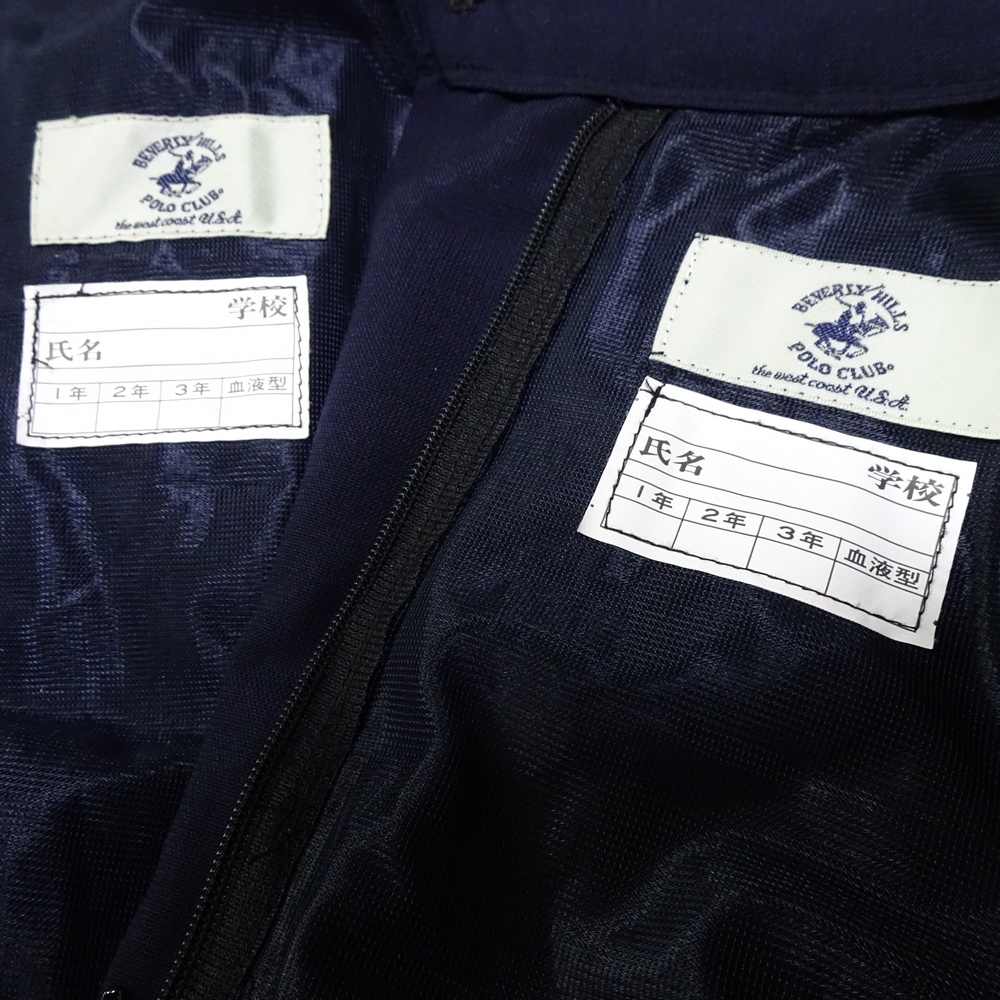 BEVERLY HILLS
POLO CLUB®
the west coast U.S.A.
学校
氏名
1年 2年 3年 血液型
BEVERLY HILLS
POLO CLUB®
the west coast U.S.A.
氏名 学校
1年 2年 3年 血液型